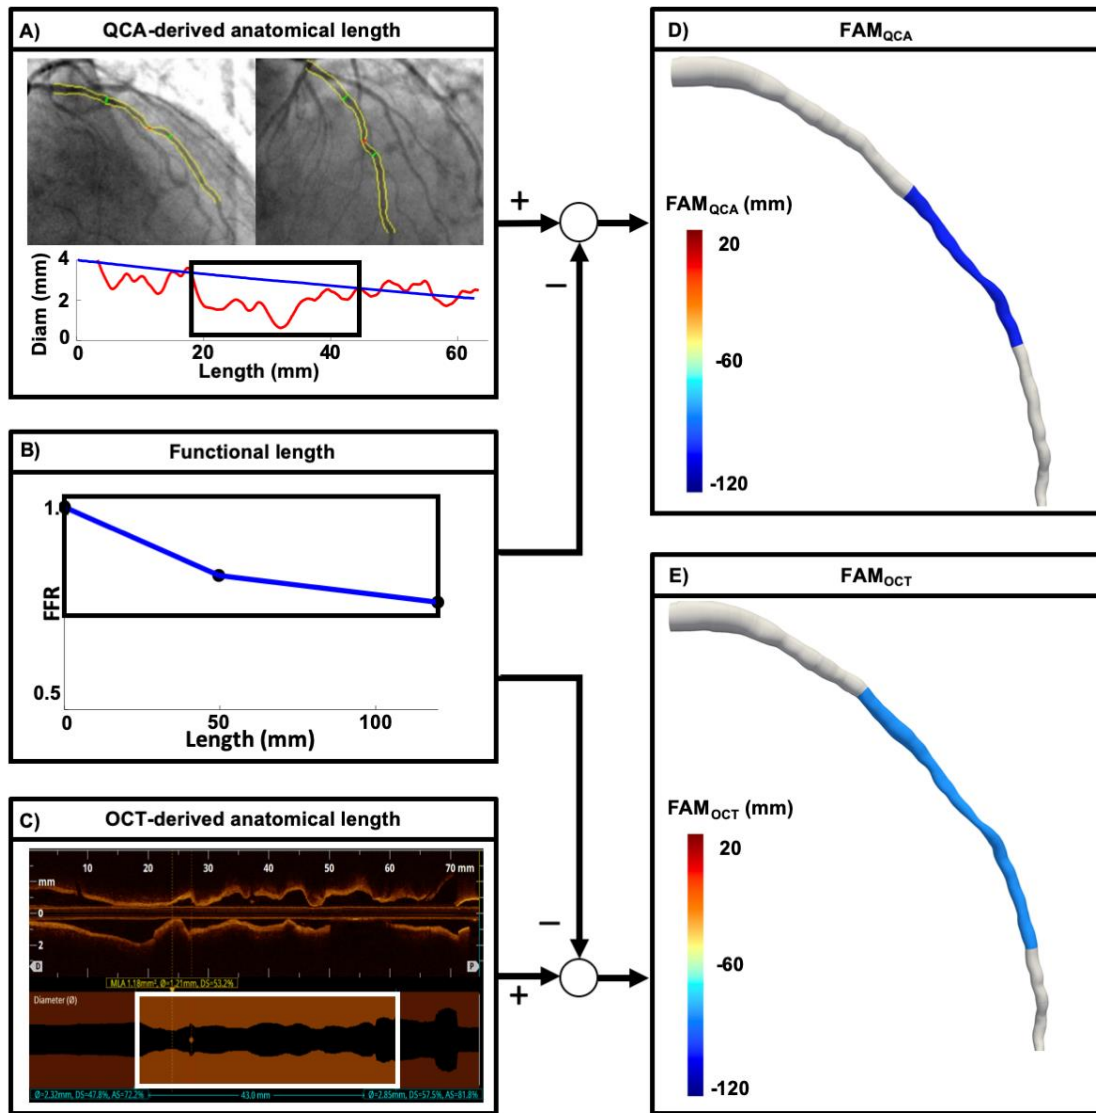 A) QCA-derived anatomical length
Diam (mm)
4
2
0
0 20 40 60
Length (mm)
B) Functional length
1.
FFR
0.5
0 50 100
Length (mm)
C) OCT-derived anatomical length
10 20 30 40 50 60 70 mm
mm
0
2
D P
MLA 1.18mm², Ø=1.21mm, DS=53.2%
Diameter (Ø)
Ø=2.32mm, DS=47.8%, AS=72.2% 43.0 mm Ø=2.85mm, DS=57.5%, AS=81.8%
+
−
−
+
D) FAMQCA
FAMQCA (mm)
20
-60
-120
E) FAMOCT
FAMOCT (mm)
20
-60
-120